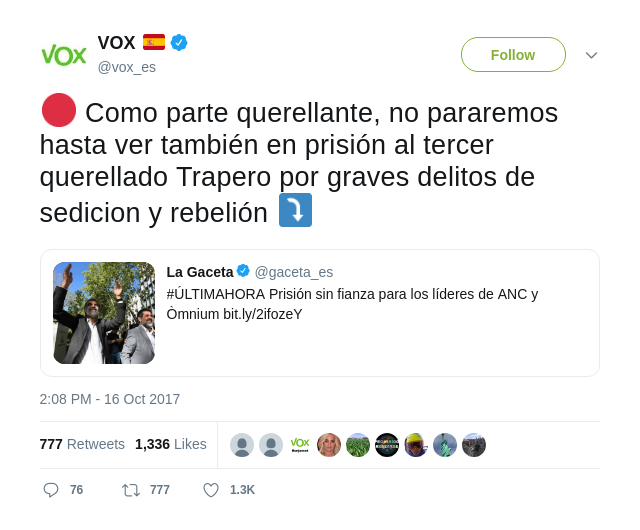 VOX
VOX
@vox_es
Follow
Como parte querellante, no pararemos
hasta ver también en prisión al tercer
querellado Trapero por graves delitos de
sedicion y rebelión
La Gaceta @gaceta_es
#ÚLTIMAHORA Prisión sin fianza para los líderes de ANC y
Òmnium bit.ly/2ifozeY
2:08 PM - 16 Oct 2017
777 Retweets 1,336 Likes
VOX
76 777 1.3K